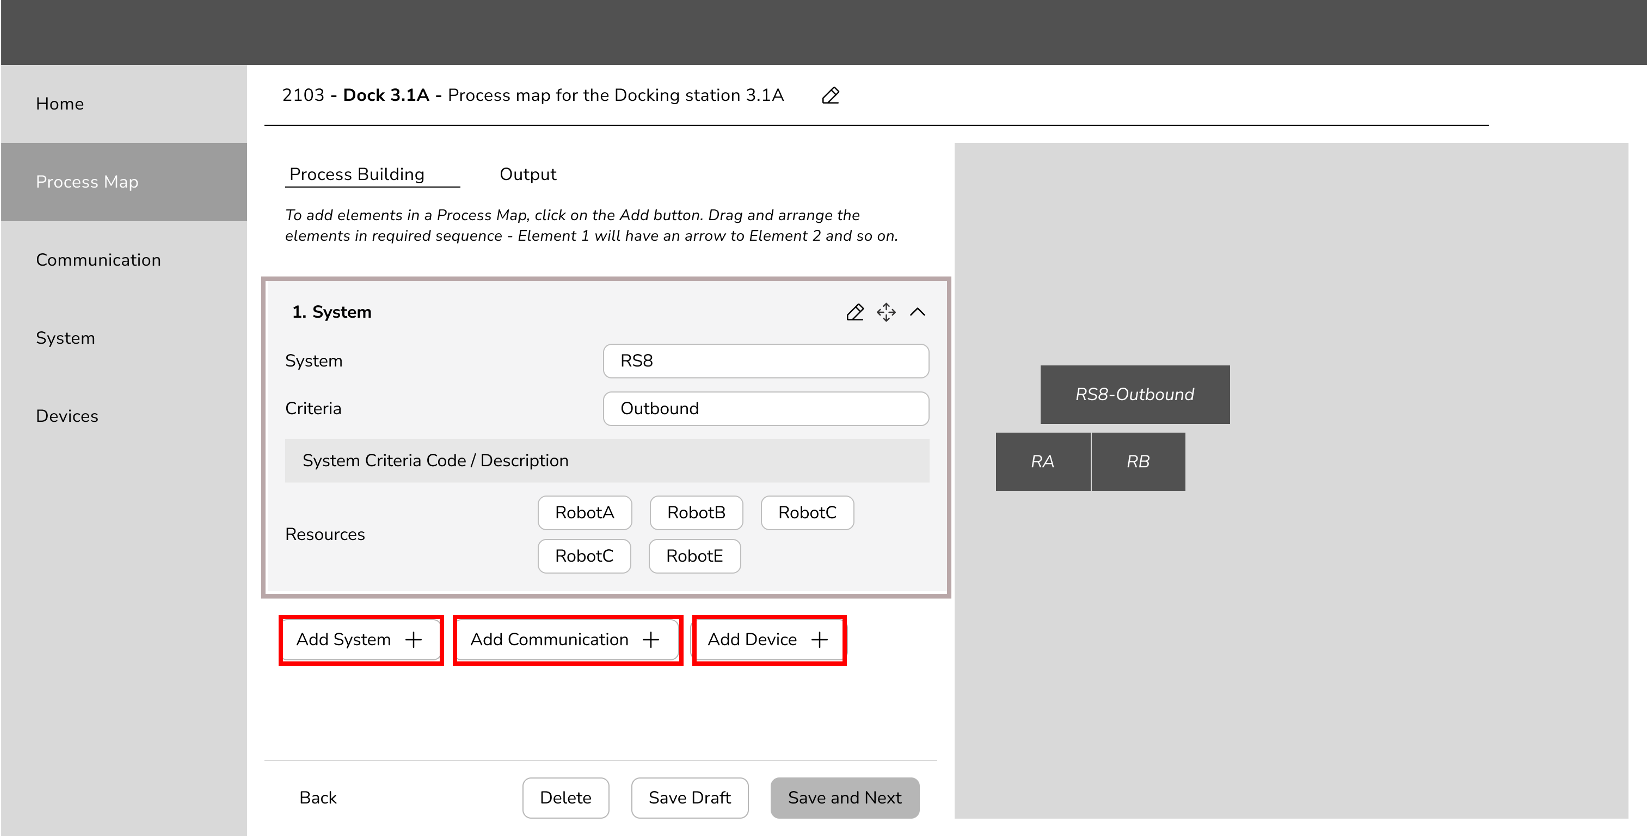 Home
Process Map
Communication
System
Devices
2103 - Dock 3.1A - Process map for the Docking station 3.1A
Process Building
Output
To add elements in a Process Map, click on the Add button. Drag and arrange the
elements in required sequence - Element 1 will have an arrow to Element 2 and so on.
1. System
System
RS8
Criteria
Outbound
System Criteria Code / Description
Resources
RobotA
RobotB
RobotC
RobotC
RobotE
Add System
Add Communication
Add Device
Back
Delete
Save Draft
Save and Next
RS8-Outbound
RA
RB